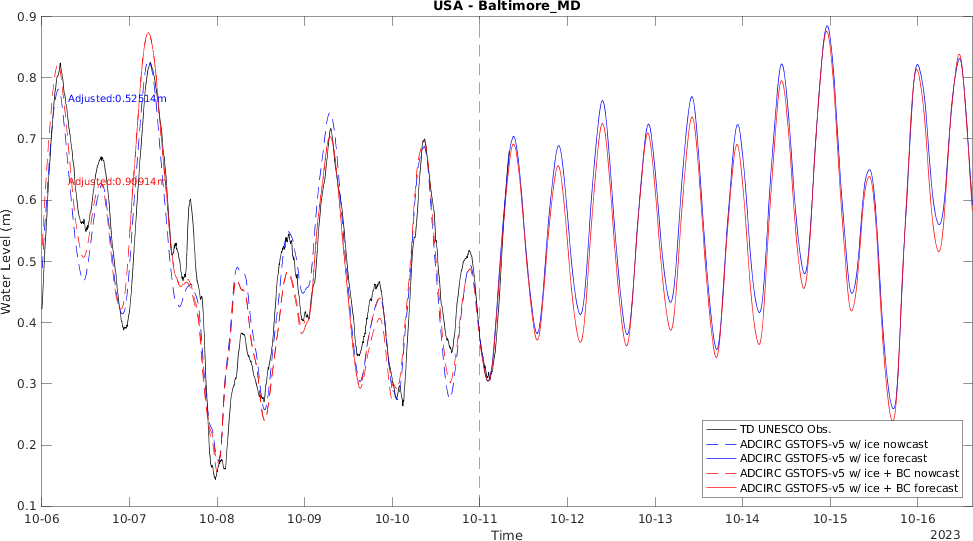 USA - Baltimore_MD
Water Level (m)
0.9
0.8
0.7
0.6
0.5
0.4
0.3
0.2
0.1
Adjusted:0.52514m
Adjusted:0.90914m
TD UNESCO Obs.
ADCIRC GSTOFS-v5 w/ ice nowcast
ADCIRC GSTOFS-v5 w/ ice forecast
ADCIRC GSTOFS-v5 w/ ice + BC nowcast
ADCIRC GSTOFS-v5 w/ ice + BC forecast
10-06 10-07 10-08 10-09 10-10 10-11 10-12 10-13 10-14 10-15 10-16
Time
2023